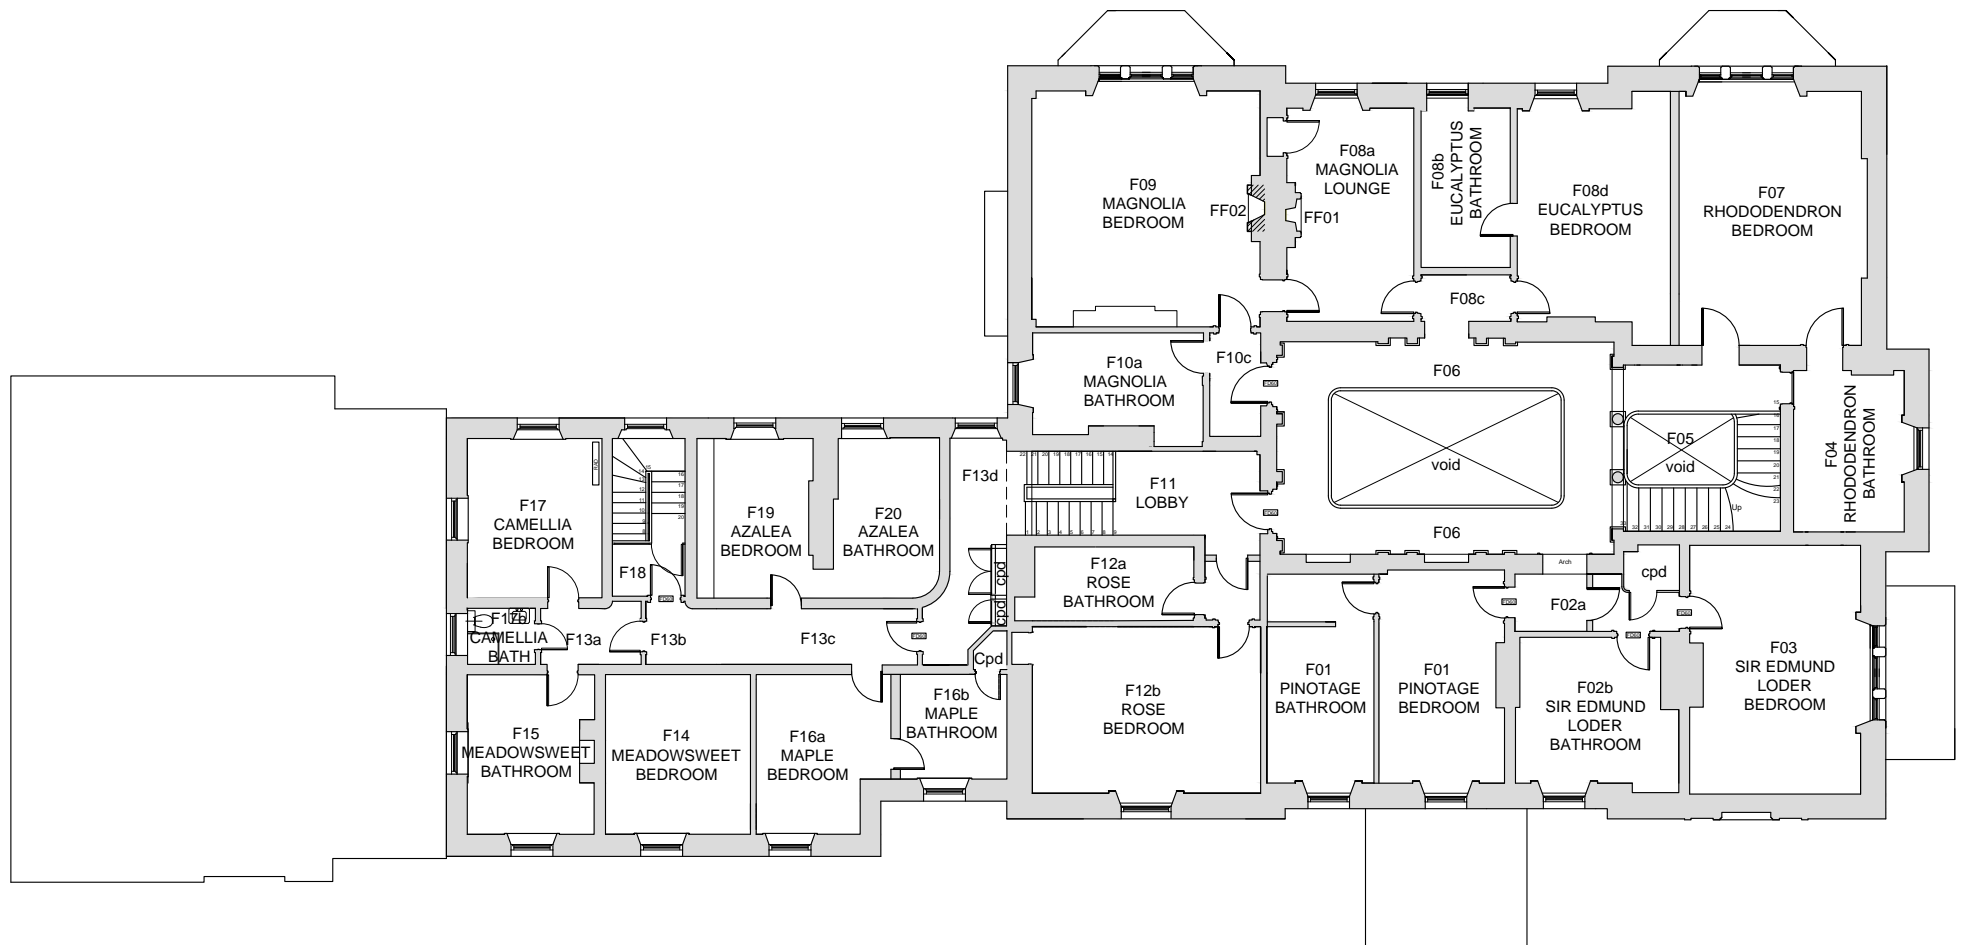 F09
MAGNOLIA
BEDROOM
FF02
FF01
F08a
MAGNOLIA
LOUNGE
F08b
EUCALYPTUS
BATHROOM
F08d
EUCALYPTUS
BEDROOM
F07
RHODODENDRON
BEDROOM
F08c
F10a
MAGNOLIA
BATHROOM
F10c
F06
void
F06
F05
void
Up
F04
RHODODENDRON
BATHROOM
F17
CAMELLIA
BEDROOM
RAD
F18
F19
AZALEA
BEDROOM
F20
AZALEA
BATHROOM
F13d
F11
LOBBY
F12a
ROSE
BATHROOM
cpd
cpd
Cpd
Arch
cpd
F02a
F17b
CAMELLIA
BATH
F13a
F13b
F13c
F15
MEADOWSWEET
BATHROOM
F14
MEADOWSWEET
BEDROOM
F16a
MAPLE
BEDROOM
F16b
MAPLE
BATHROOM
F12b
ROSE
BEDROOM
F01
PINOTAGE
BATHROOM
F01
PINOTAGE
BEDROOM
F02b
SIR EDMUND
LODER
BATHROOM
F03
SIR EDMUND
LODER
BEDROOM